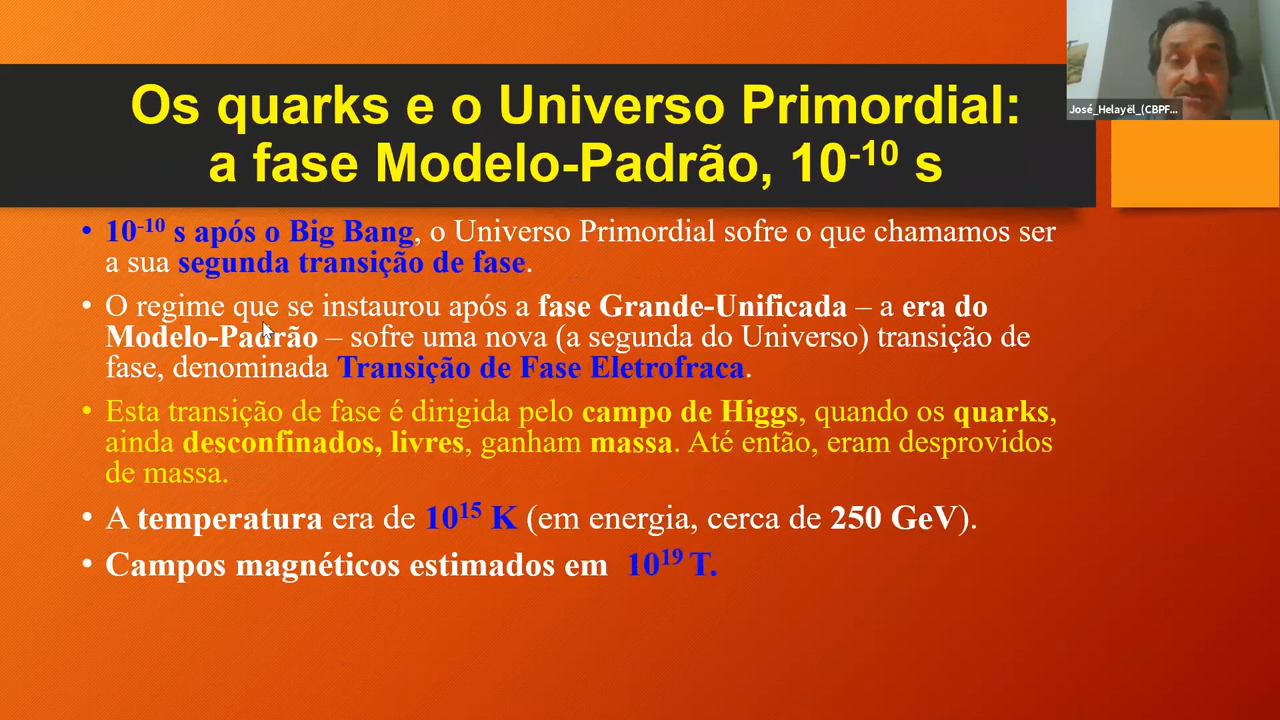 Os quarks e o Universo Primordial:
a fase Modelo-Padrão, 10⁻¹⁰ s
José_Helayël_(CBPF...
• 10⁻¹⁰ s após o Big Bang, o Universo Primordial sofre o que chamamos ser
a sua segunda transição de fase.
• O regime que se instaurou após a fase Grande-Unificada – a era do
Modelo-Padrão – sofre uma nova (a segunda do Universo) transição de
fase, denominada Transição de Fase Eletrofraca.
• Esta transição de fase é dirigida pelo campo de Higgs, quando os quarks,
ainda desconfinados, livres, ganham massa. Até então, eram desprovidos
de massa.
• A temperatura era de 10¹⁵ K (em energia, cerca de 250 GeV).
• Campos magnéticos estimados em 10¹⁹ T.